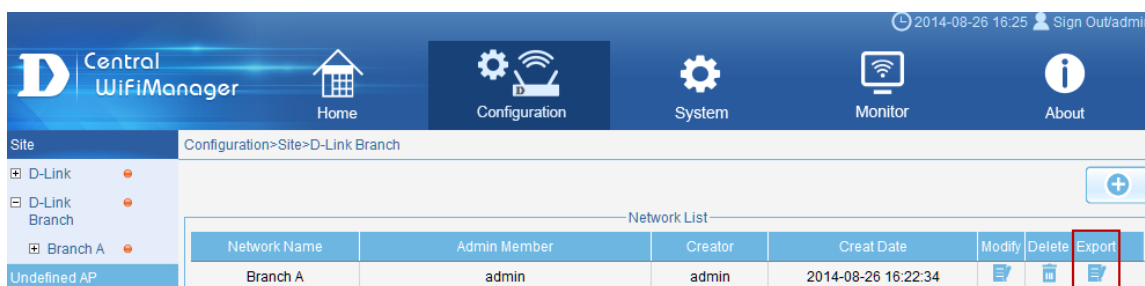 2014-08-26 16:25 Sign Out/admin
D Central
WiFiManager
Home Configuration System Monitor About
Site Configuration>Site>D-Link Branch
D-Link
D-Link
Branch
Network List
Branch A Network Name Admin Member Creator Creat Date Modify Delete Export
Undefined AP Branch A admin admin 2014-08-26 16:22:34